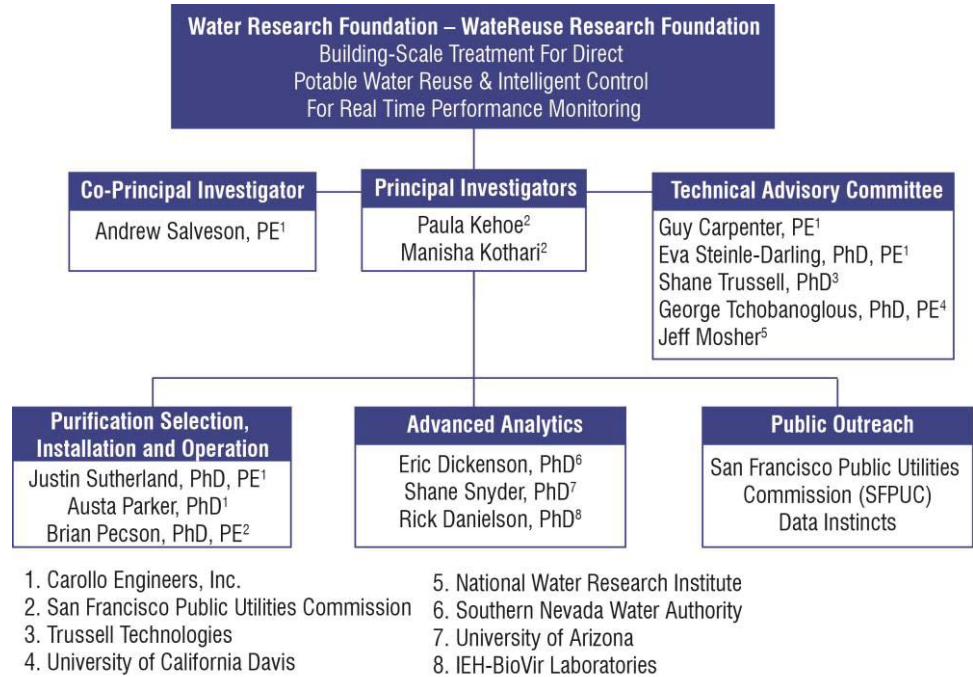 Water Research Foundation – WateReuse Research Foundation
Building-Scale Treatment For Direct
Potable Water Reuse & Intelligent Control
For Real Time Performance Monitoring
Co-Principal Investigator
Andrew Salveson, PE¹
Principal Investigators
Paula Kehoe²
Manisha Kothari²
Technical Advisory Committee
Guy Carpenter, PE¹
Eva Steinle-Darling, PhD, PE¹
Shane Trussell, PhD³
George Tchobanoglous, PhD, PE⁴
Jeff Mosher⁵
Purification Selection,
Installation and Operation
Justin Sutherland, PhD, PE¹
Austa Parker, PhD¹
Brian Pecson, PhD, PE²
Advanced Analytics
Eric Dickenson, PhD⁶
Shane Snyder, PhD⁷
Rick Danielson, PhD⁸
Public Outreach
San Francisco Public Utilities
Commission (SFPUC)
Data Instincts
1. Carollo Engineers, Inc.
2. San Francisco Public Utilities Commission
3. Trussell Technologies
4. University of California Davis
5. National Water Research Institute
6. Southern Nevada Water Authority
7. University of Arizona
8. IEH-BioVir Laboratories